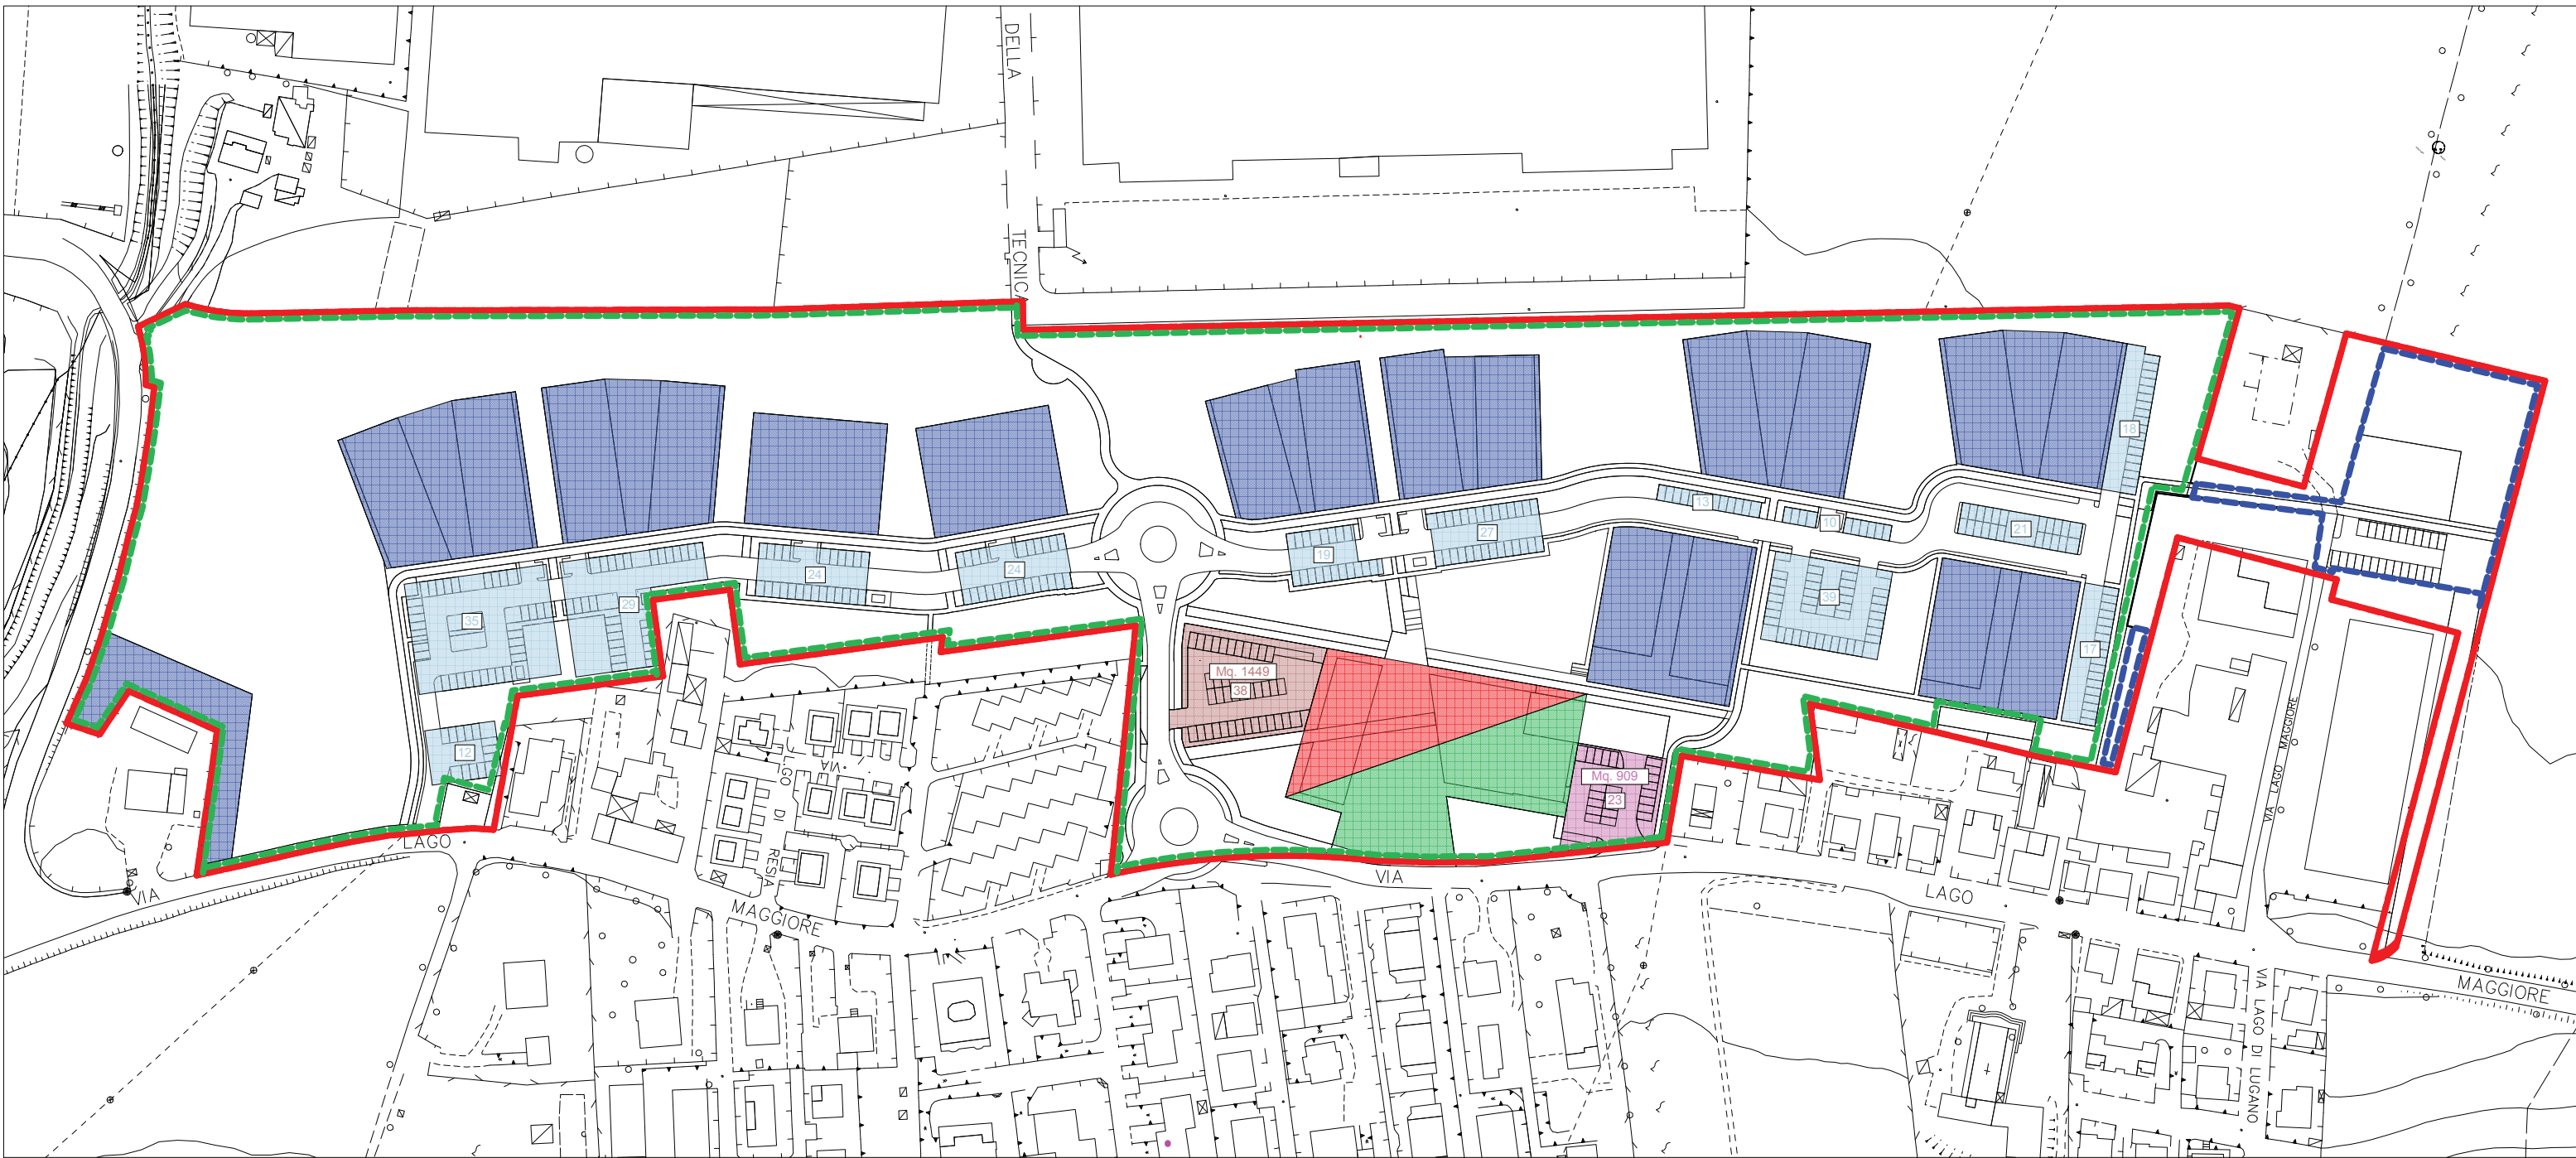 DELLA
TECNICA
18
13
10
21
27
19
24
24
29
35
39
17
12
Mq. 1449
38
Mq. 909
23
LAGO
VIA
VIA
LAGO DI RESIA
MAGGIORE
VIA
LAGO
VIA LAGO MAGGIORE
MAGGIORE
VIA LAGO DI LUGANO